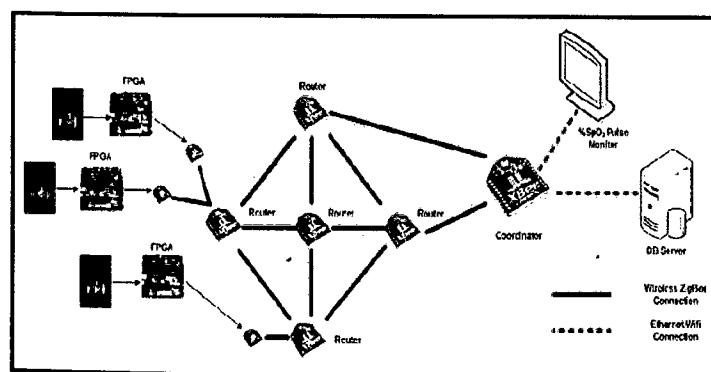 FPGA
Router
%SpO₂ Pulse
Monitor
FPGA
Router
Router
Router
Coordinator
DB Server
FPGA
Wireless ZigBee
Connection
Router
Ethernet/Wifi
Connection